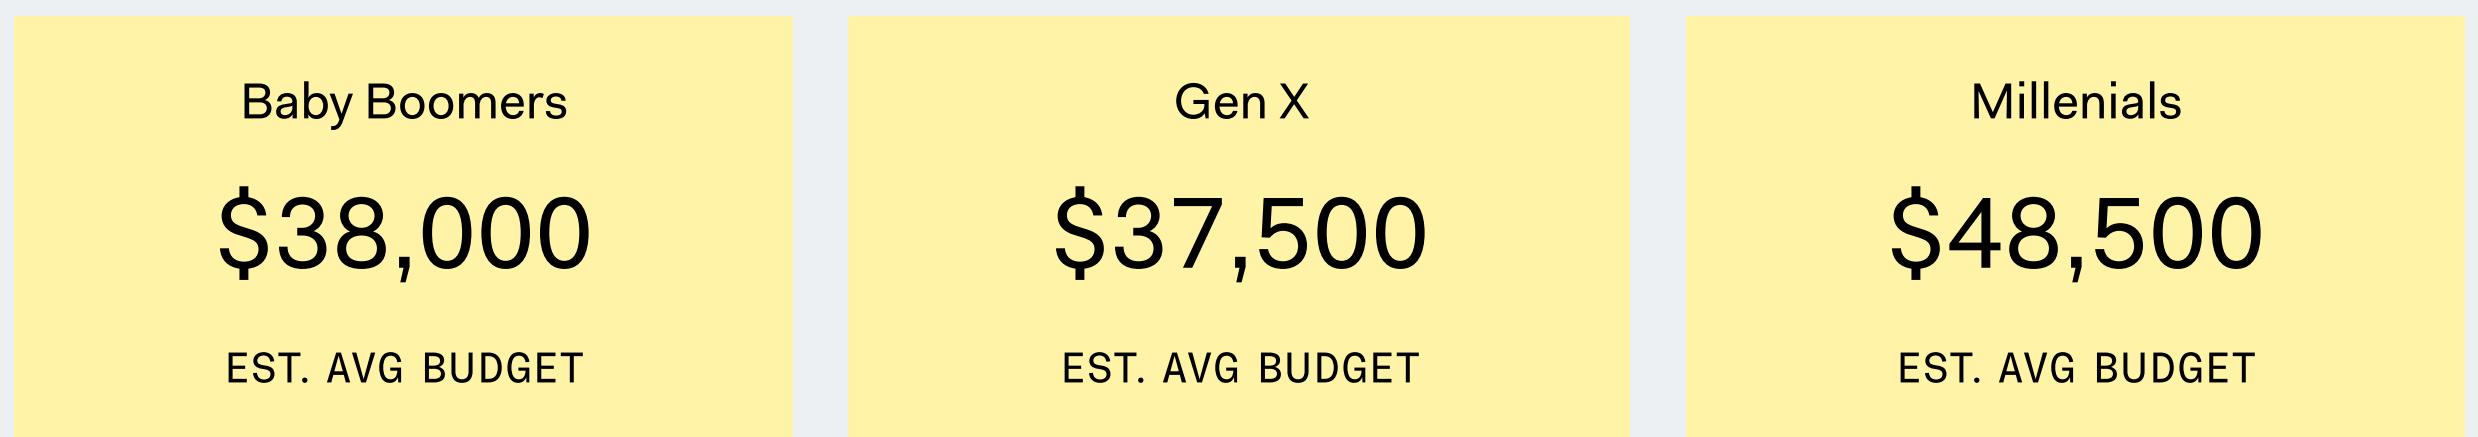 Baby Boomers
$38,000
EST. AVG BUDGET
Gen X
$37,500
EST. AVG BUDGET
Millenials
$48,500
EST. AVG BUDGET